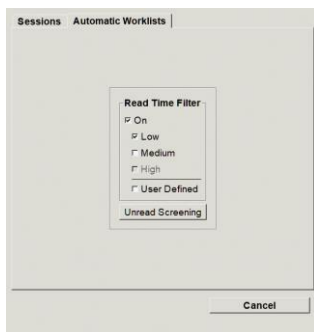 Sessions Automatic Worklists
Read Time Filter
On
Low
Medium
High
User Defined
Unread Screening
Cancel